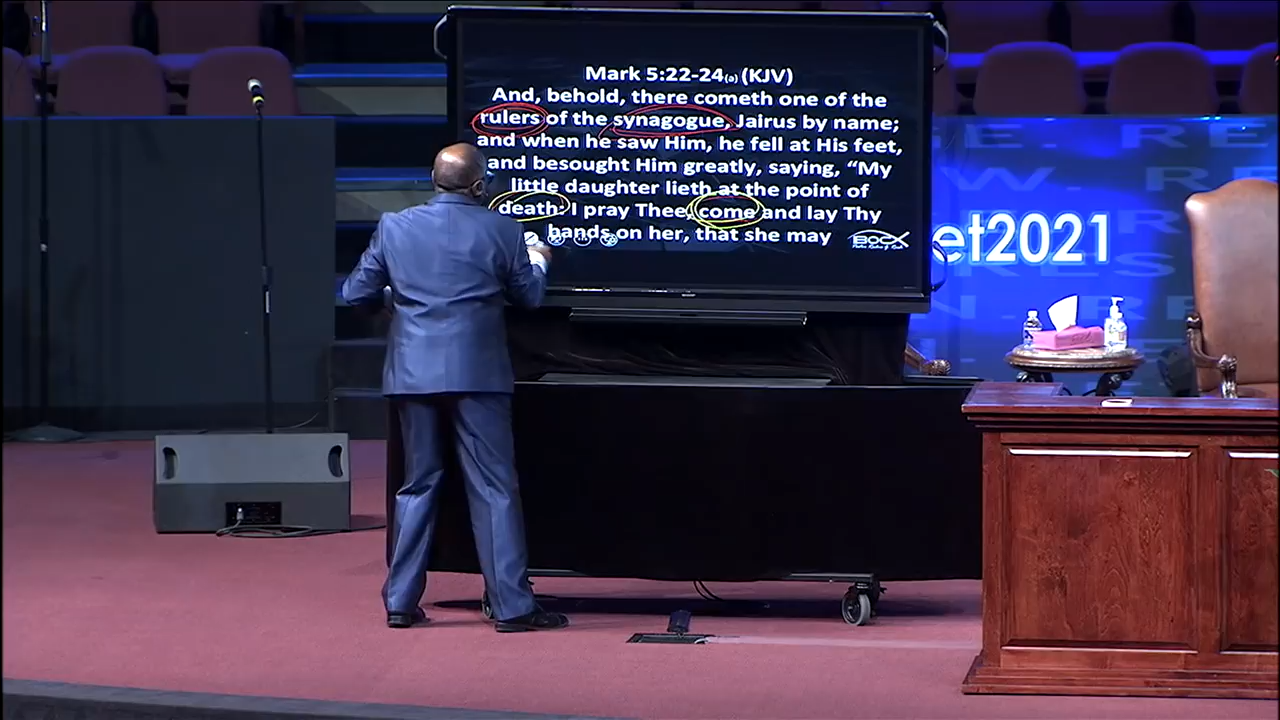 Mark 5:22-24(a) (KJV)
And, behold, there cometh one of the
rulers of the synagogue, Jairus by name;
and when he saw Him, he fell at His feet,
and besought Him greatly, saying, “My
little daughter lieth at the point of
death: I pray Thee, come and lay Thy
hands on her, that she may
et2021